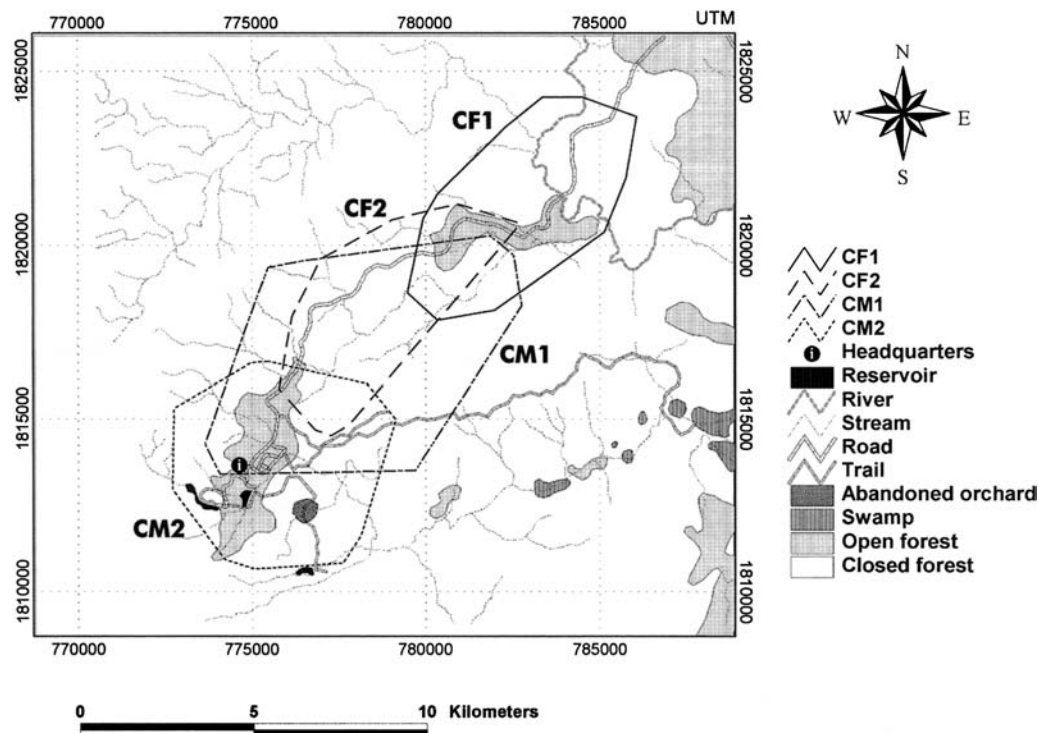 770000 775000 780000 785000 UTM
1825000 1825000
1820000 1820000
1815000 1815000
1810000 1810000
CF1
CF2
CM1
CM2
i
770000 775000 780000 785000
0 5 10 Kilometers
N
W E
S
CF1
CF2
CM1
CM2
i Headquarters
Reservoir
River
Stream
Road
Trail
Abandoned orchard
Swamp
Open forest
Closed forest